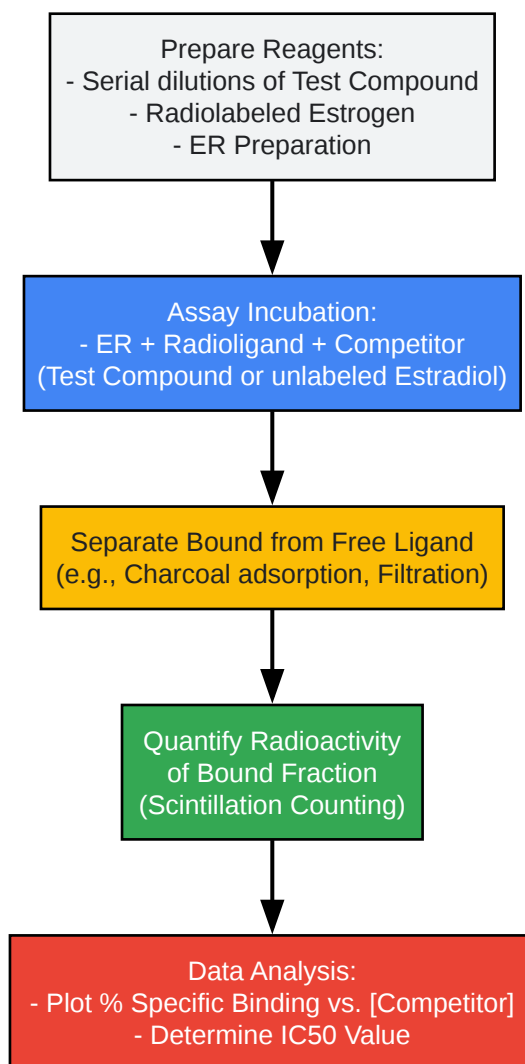 Prepare Reagents:
- Serial dilutions of Test Compound
- Radiolabeled Estrogen
- ER Preparation
Assay Incubation:
- ER + Radioligand + Competitor
(Test Compound or unlabeled Estradiol)
Separate Bound from Free Ligand
(e.g., Charcoal adsorption, Filtration)
Quantify Radioactivity
of Bound Fraction
(Scintillation Counting)
Data Analysis:
- Plot % Specific Binding vs. [Competitor]
- Determine IC50 Value